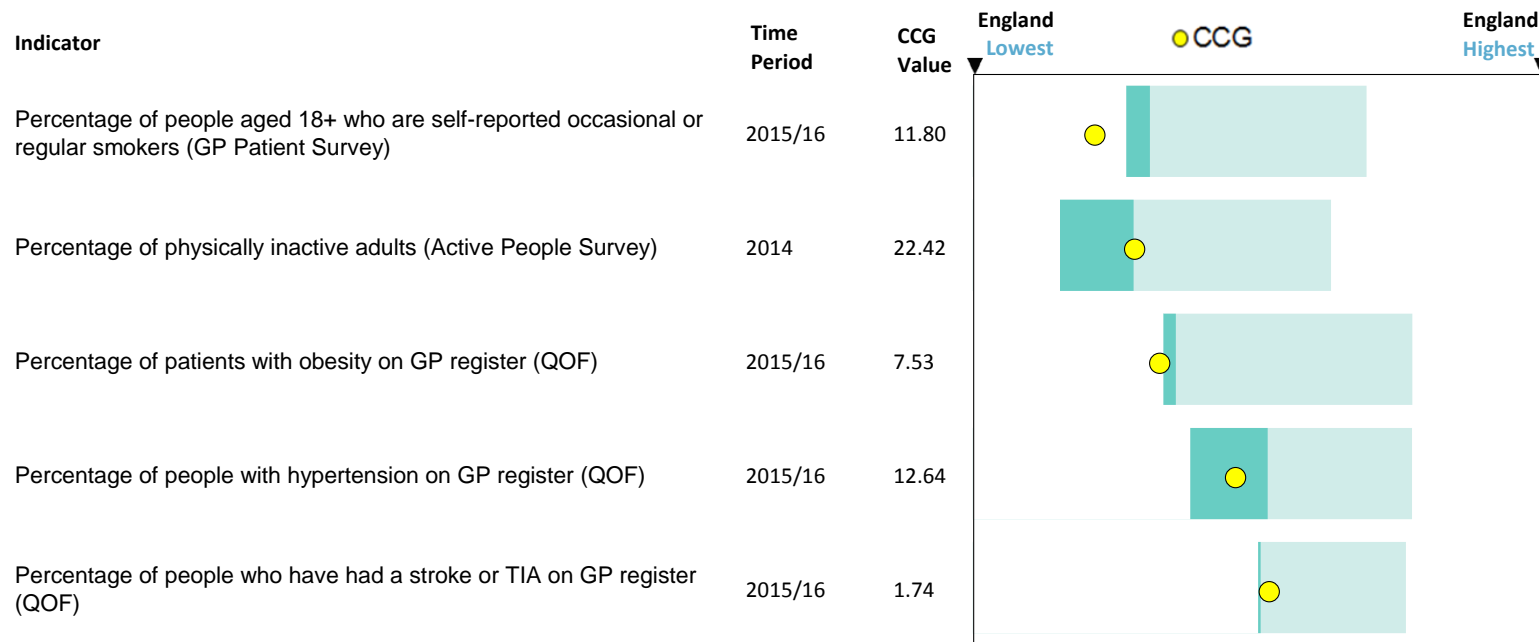 Indicator
Time
Period
CCG
Value
England
Lowest
CCG
England
Highest
Percentage of people aged 18+ who are self-reported occasional or
regular smokers (GP Patient Survey)
2015/16
11.80
Percentage of physically inactive adults (Active People Survey)
2014
22.42
Percentage of patients with obesity on GP register (QOF)
2015/16
7.53
Percentage of people with hypertension on GP register (QOF)
2015/16
12.64
Percentage of people who have had a stroke or TIA on GP register
(QOF)
2015/16
1.74